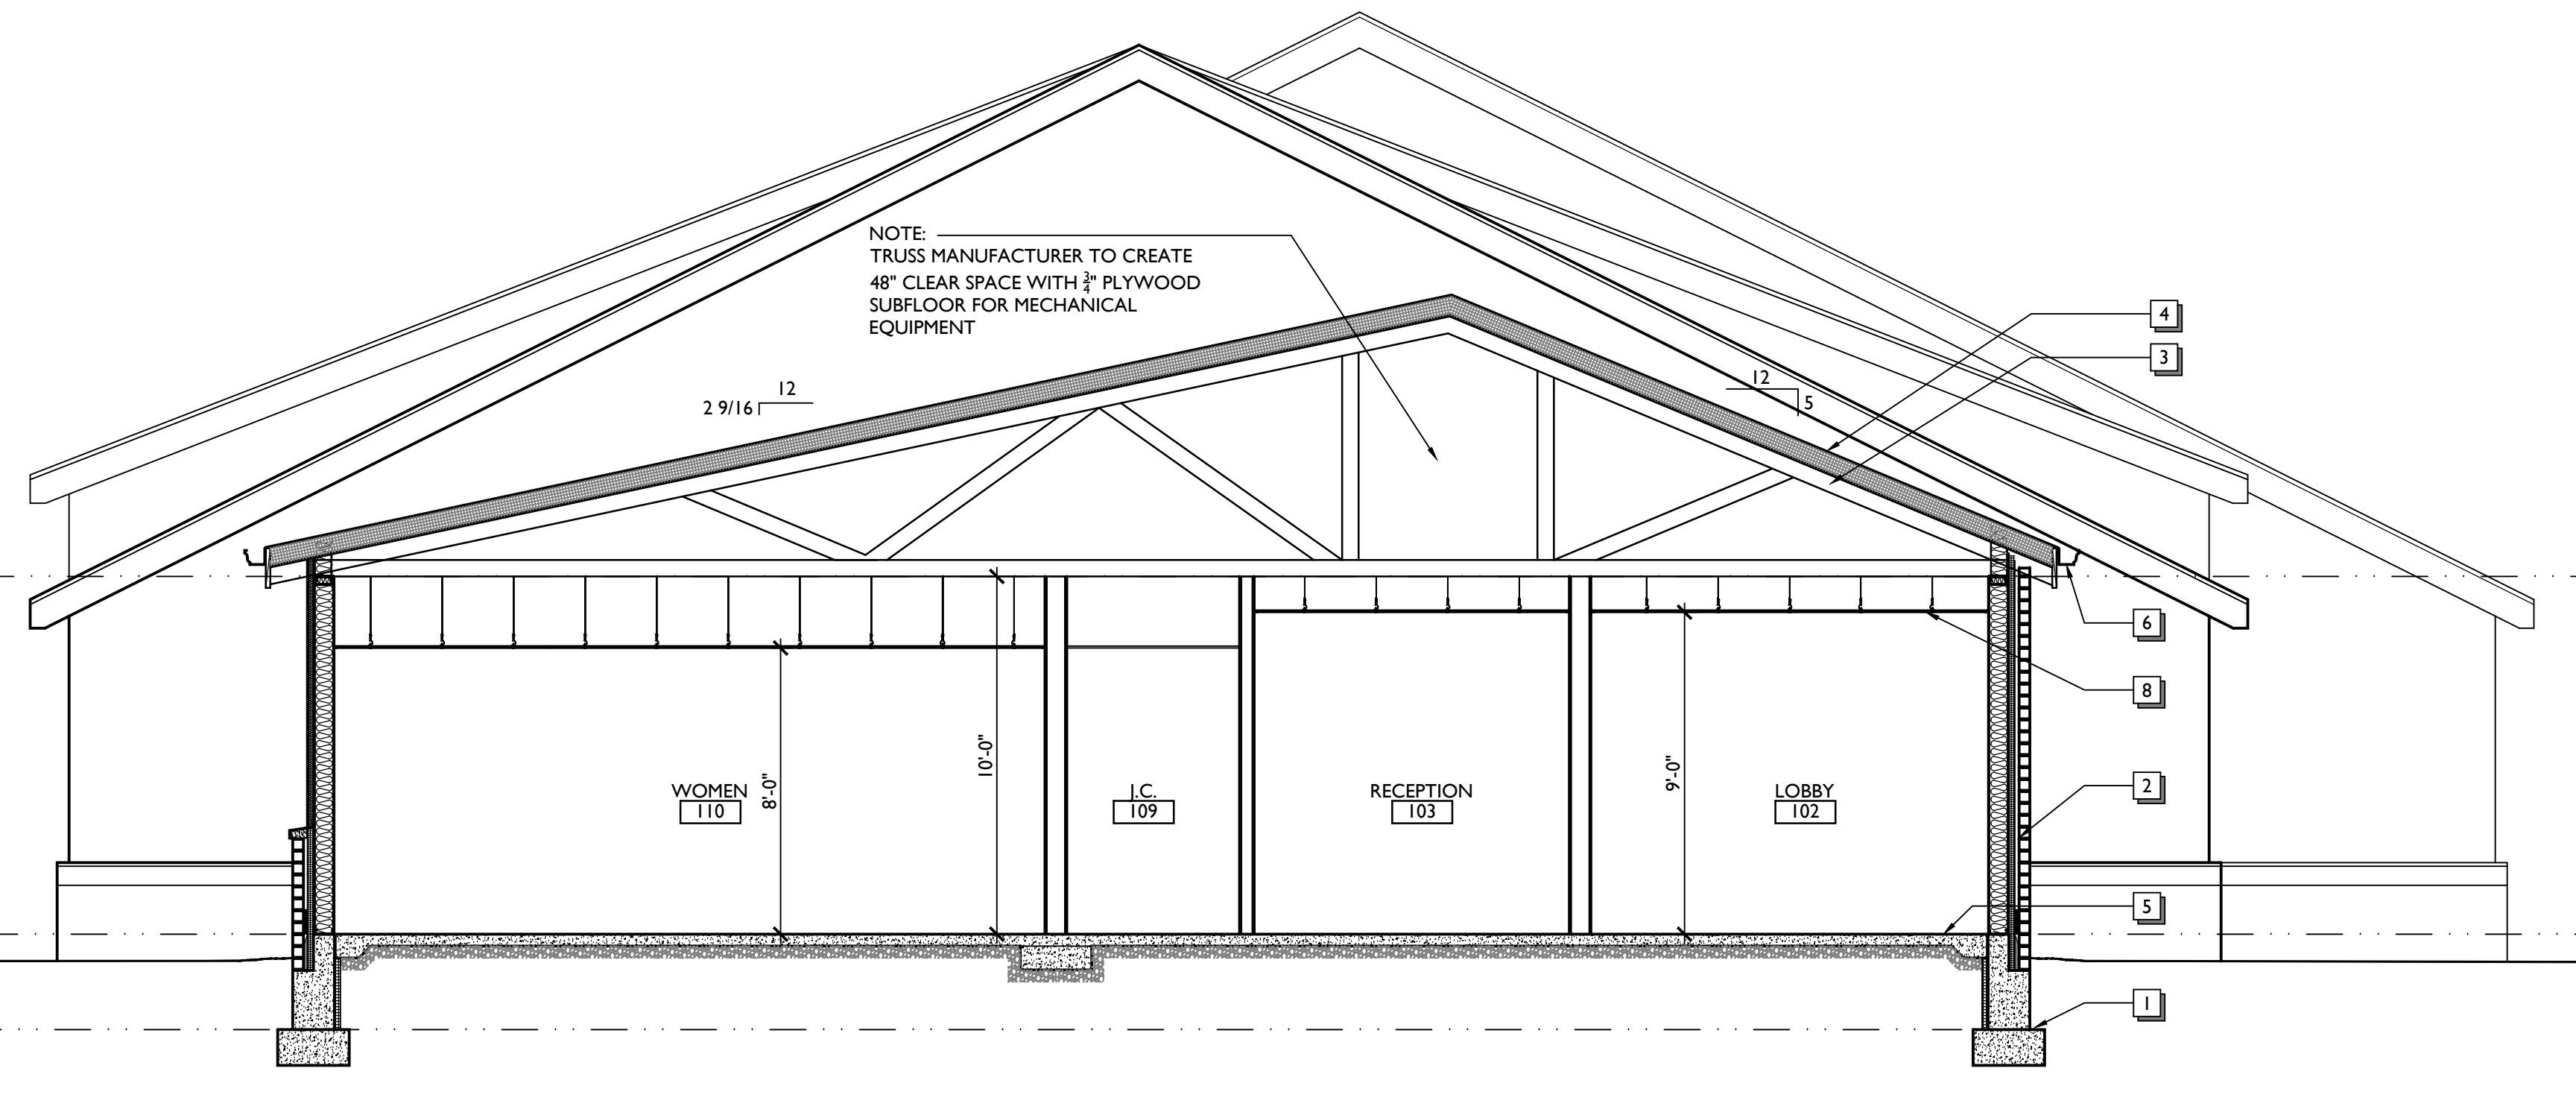 NOTE:
TRUSS MANUFACTURER TO CREATE
48" CLEAR SPACE WITH 3/4" PLYWOOD
SUBFLOOR FOR MECHANICAL
EQUIPMENT
4
3
12
2 9/16
12
5
6
8
WOMEN
110
8'-0"
10'-0"
J.C.
109
RECEPTION
103
9'-0"
LOBBY
102
2
5
1